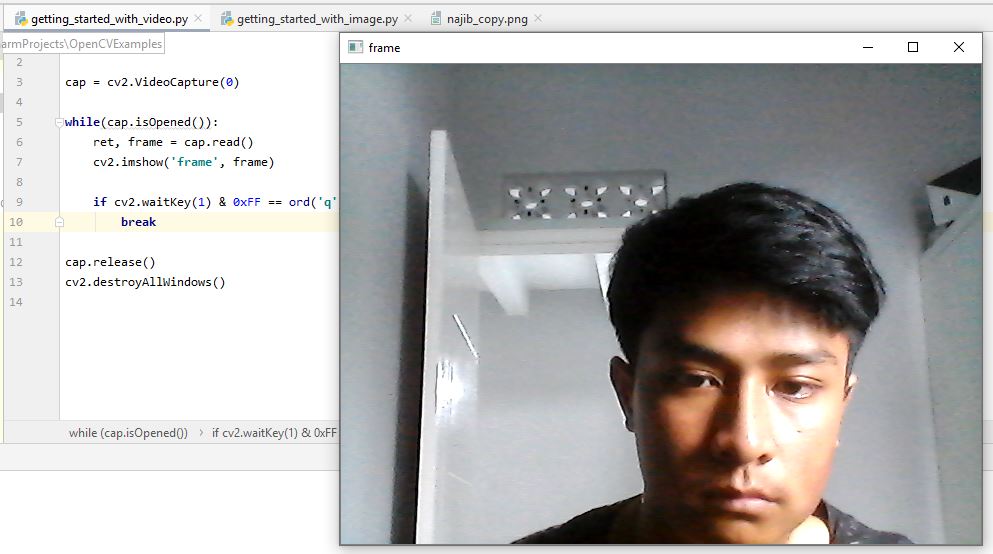 getting_started_with_video.py
getting_started_with_image.py
najib_copy.png
armProjects\OpenCVExamples
frame
2
3 cap = cv2.VideoCapture(0)
4
5 while(cap.isOpened()):
6 ret, frame = cap.read()
7 cv2.imshow('frame', frame)
8
9 if cv2.waitKey(1) & 0xFF == ord('q'
10 break
11
12 cap.release()
13 cv2.destroyAllWindows()
14
while (cap.isOpened()) › if cv2.waitKey(1) & 0xFF